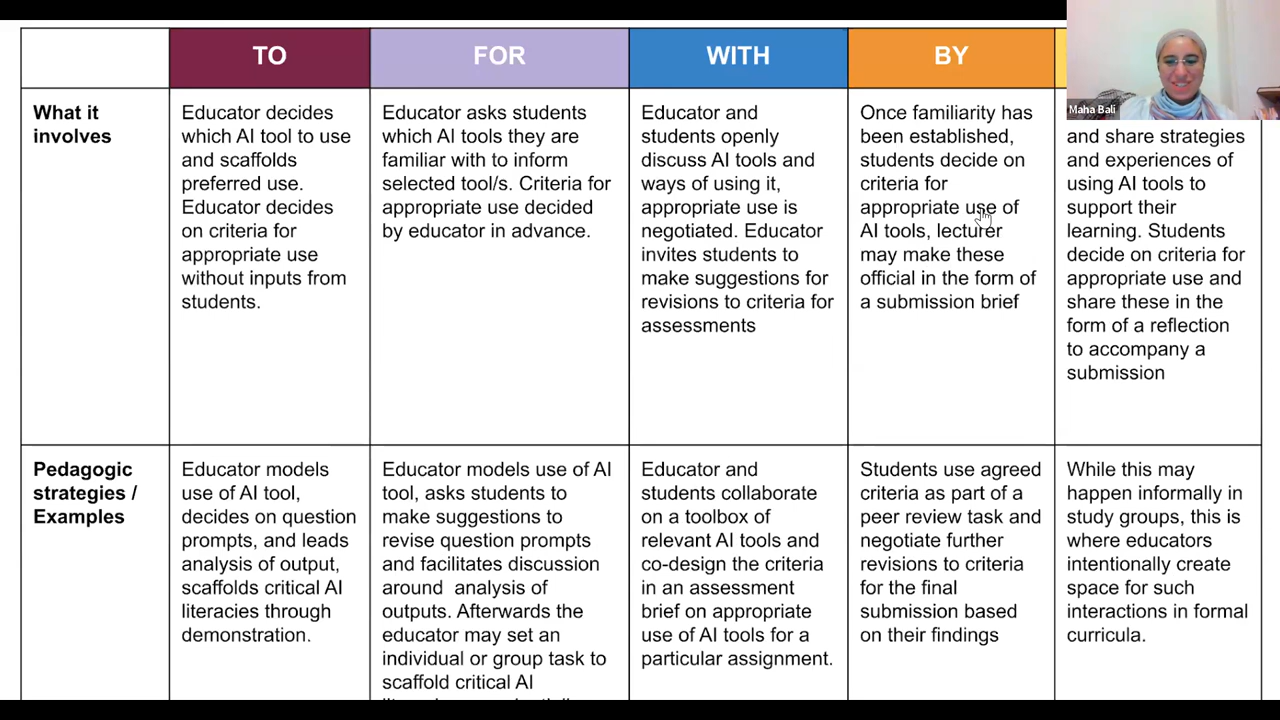 TO
FOR
WITH
BY
Maha Bali
What it
involves
Educator decides
which AI tool to use
and scaffolds
preferred use.
Educator decides
on criteria for
appropriate use
without inputs from
students.
Educator asks students
which AI tools they are
familiar with to inform
selected tool/s. Criteria for
appropriate use decided
by educator in advance.
Educator and
students openly
discuss AI tools and
ways of using it,
appropriate use is
negotiated. Educator
invites students to
make suggestions for
revisions to criteria for
assessments
Once familiarity has
been established,
students decide on
criteria for
appropriate use of
AI tools, lecturer
may make these
official in the form of
a submission brief
and share strategies
and experiences of
using AI tools to
support their
learning. Students
decide on criteria for
appropriate use and
share these in the
form of a reflection
to accompany a
submission
Pedagogic
strategies /
Examples
Educator models
use of AI tool,
decides on question
prompts, and leads
analysis of output,
scaffolds critical AI
literacies through
demonstration.
Educator models use of AI
tool, asks students to
make suggestions to
revise question prompts
and facilitates discussion
around analysis of
outputs. Afterwards the
educator may set an
individual or group task to
scaffold critical AI
Educator and
students collaborate
on a toolbox of
relevant AI tools and
co-design the criteria
in an assessment
brief on appropriate
use of AI tools for a
particular assignment.
Students use agreed
criteria as part of a
peer review task and
negotiate further
revisions to criteria
for the final
submission based
on their findings
While this may
happen informally in
study groups, this is
where educators
intentionally create
space for such
interactions in formal
curricula.